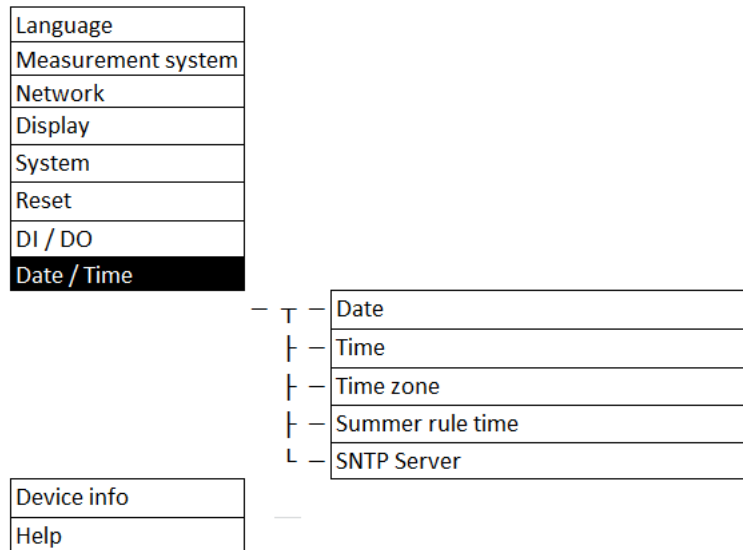 Language
Measurement system
Network
Display
System
Reset
DI / DO
Date / Time
Date
Time
Time zone
Summer rule time
SNTP Server
Device info
Help